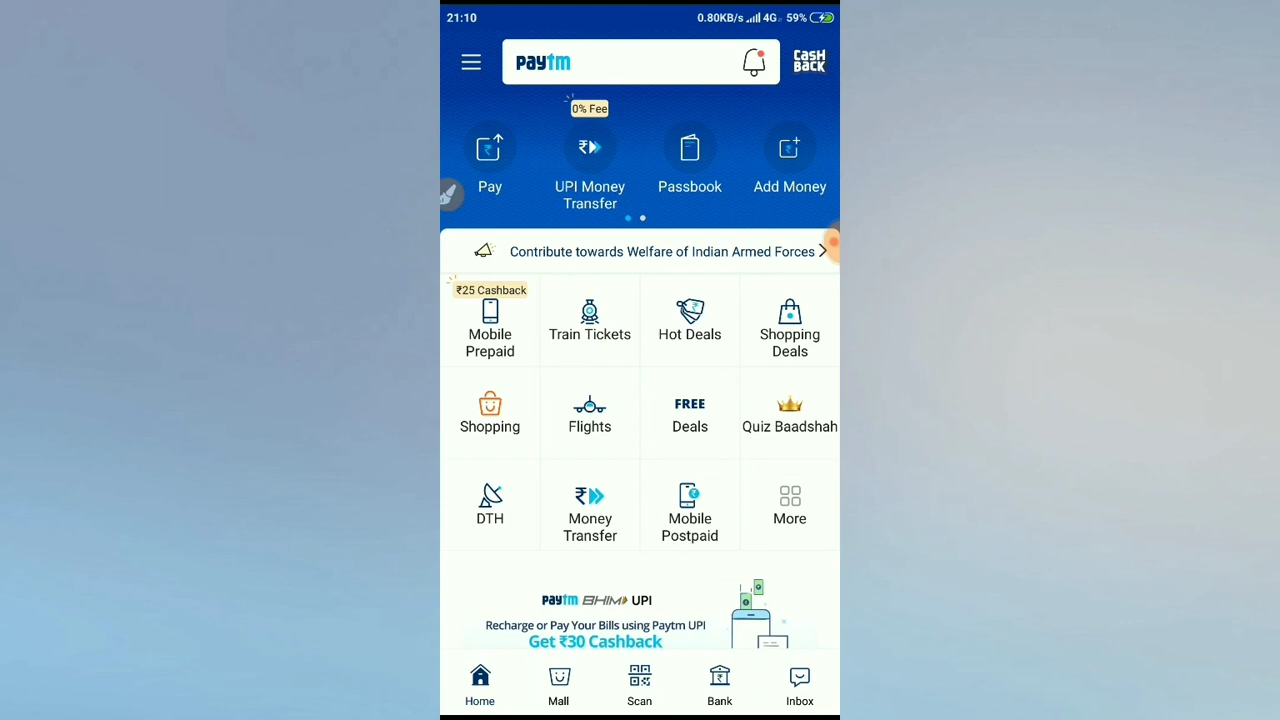 21:10
0.80KB/s 4G 59%
paytm
CASH
BACK
0% Fee
Pay
UPI Money
Transfer
Passbook
Add Money
Contribute towards Welfare of Indian Armed Forces
₹25 Cashback
Mobile
Prepaid
Train Tickets
Hot Deals
Shopping
Deals
Shopping
Flights
FREE
Deals
Quiz Baadshah
DTH
Money
Transfer
Mobile
Postpaid
More
paytm BHIM UPI
Recharge or Pay Your Bills using Paytm UPI
Get ₹30 Cashback
Home
Mall
Scan
Bank
Inbox